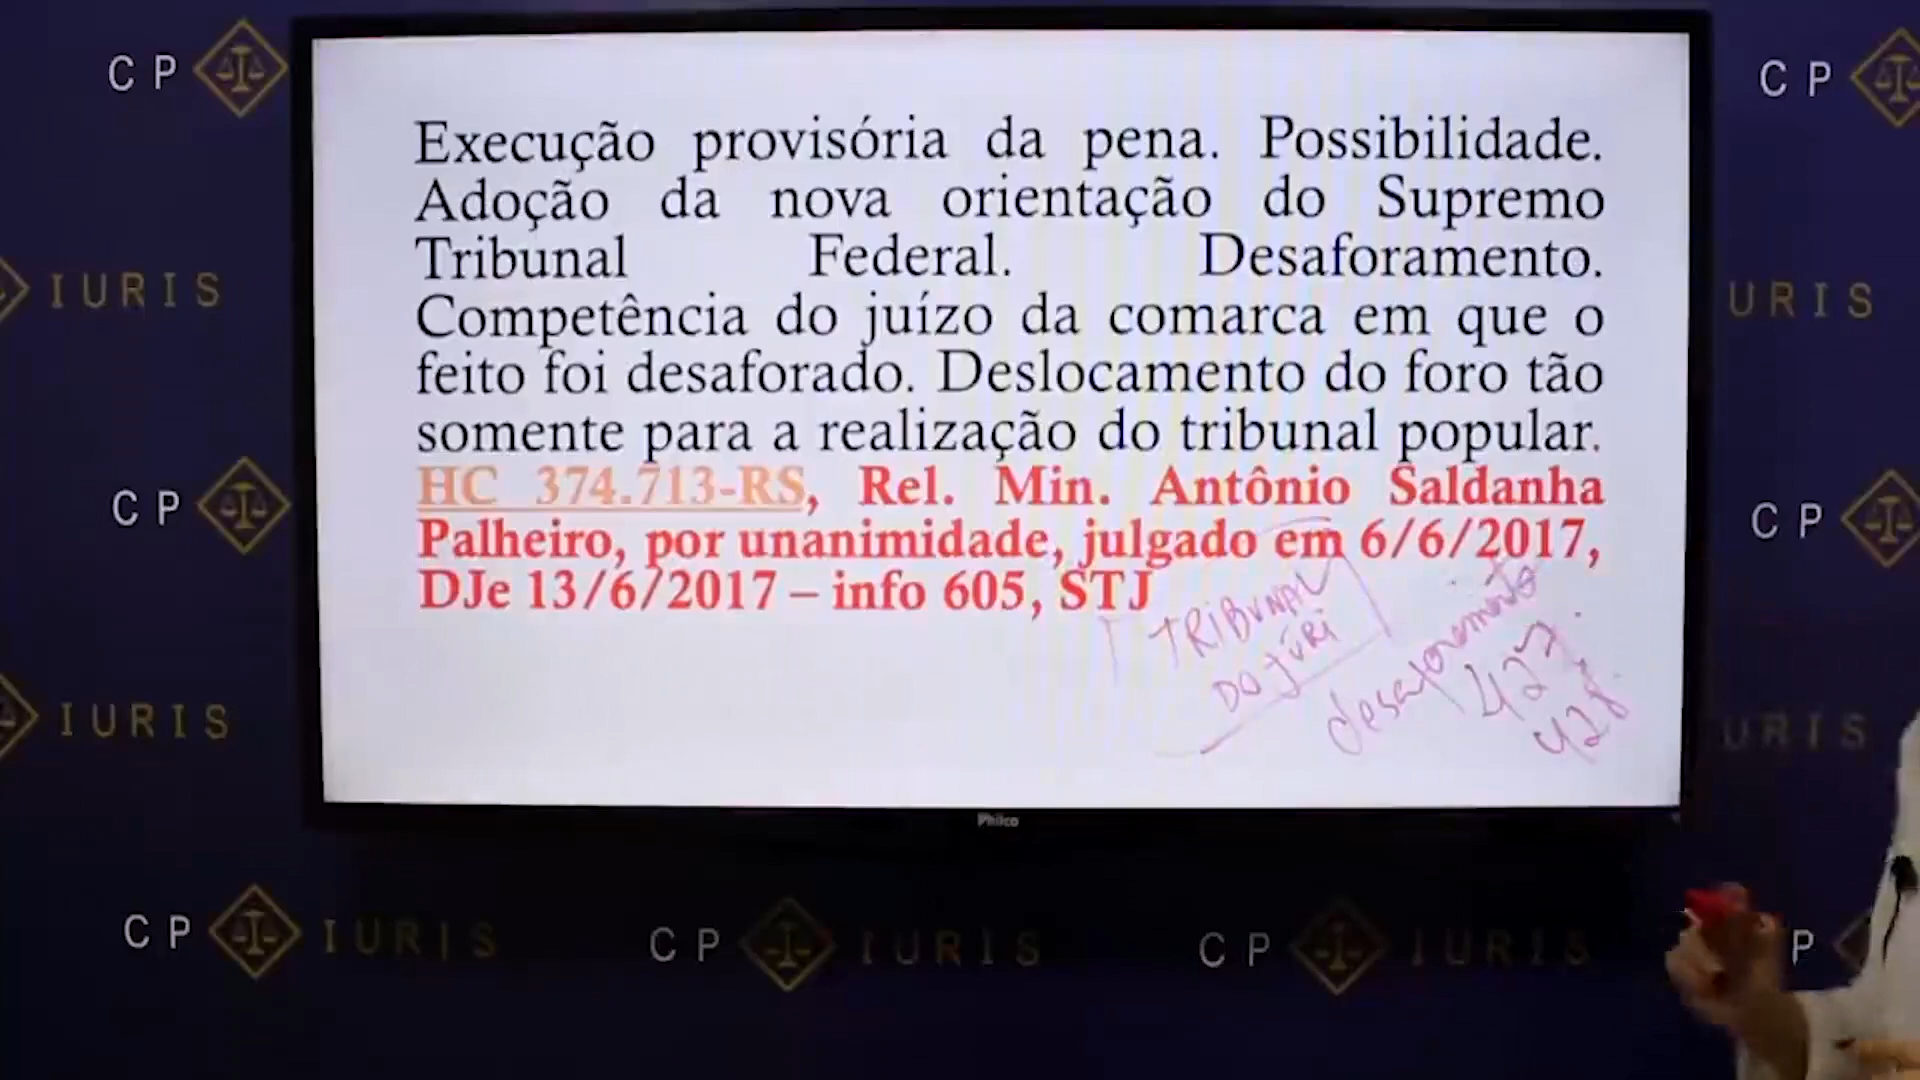 CP
CP
Execução provisória da pena. Possibilidade.
Adoção da nova orientação do Supremo
Tribunal Federal. Desaforamento.
Competência do juízo da comarca em que o
feito foi desaforado. Deslocamento do foro tão
somente para a realização do tribunal popular.
HC 374.713-RS, Rel. Min. Antônio Saldanha
Palheiro, por unanimidade, julgado em 6/6/2017,
DJe 13/6/2017 – info 605, STJ
TRIBUNAL
DO JÚRI
desaforamento
427
428
IURIS
URIS
CP
CP
IURIS
URIS
Philco
CP IURIS
CP IURIS
CP IURIS
P